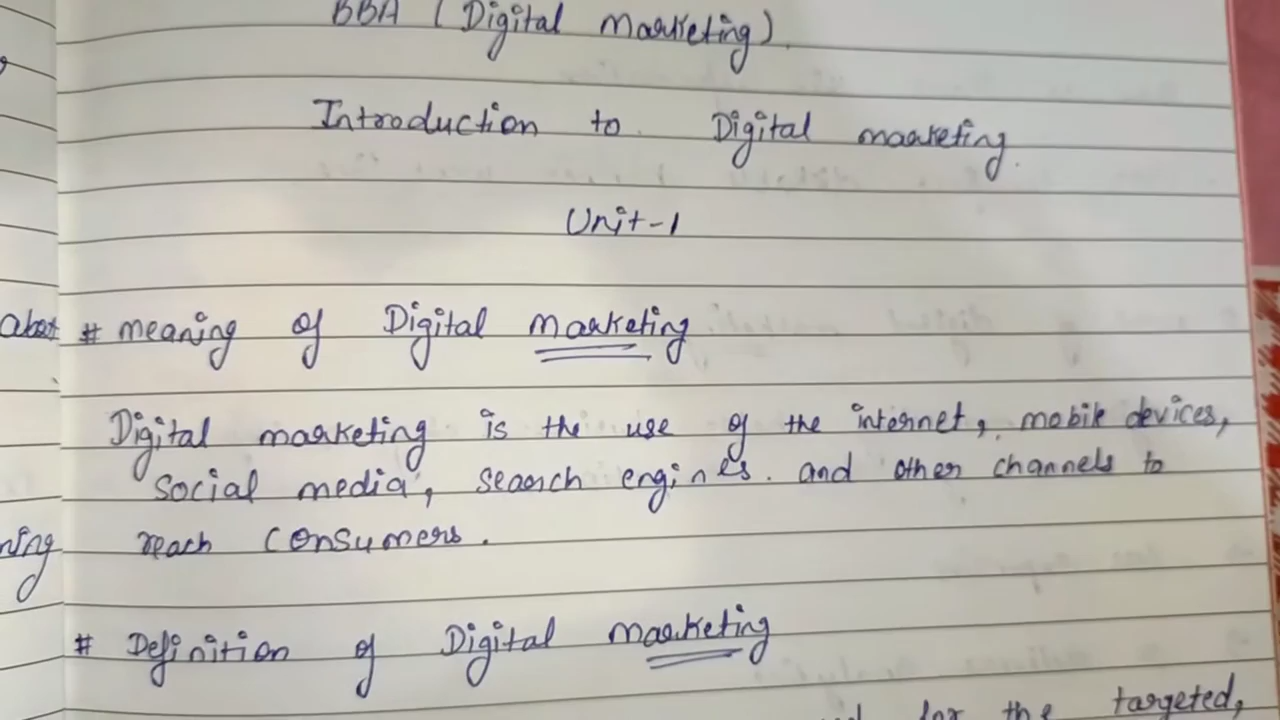 BBA (Digital Marketing).
Introduction to Digital marketing.
Unit-1
# meaning of Digital Marketing
Digital marketing is the use of the internet, mobile devices,
social media, search engines. and other channels to
reach consumers.
# Definition of Digital Marketing
for the targeted,
ning